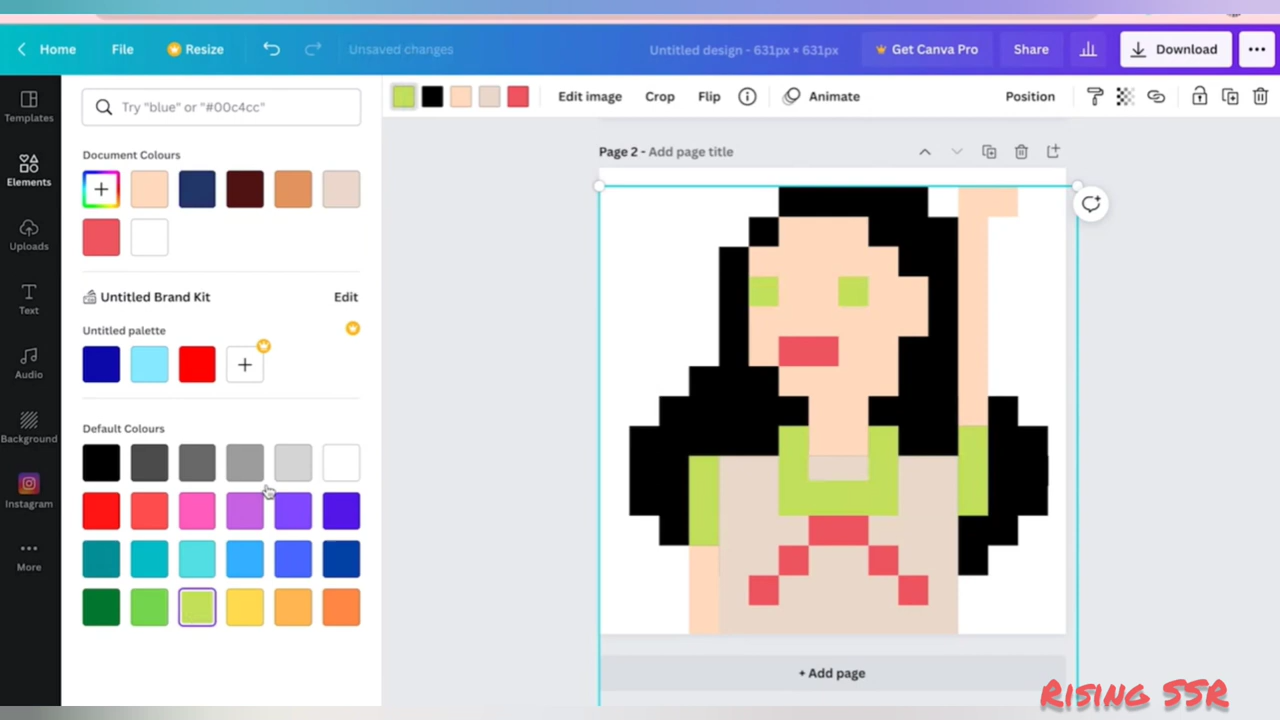 Home File Resize Unsaved changes Untitled design - 631px × 631px Get Canva Pro Share Download
Templates
Elements
Uploads
Text
Audio
Background
Instagram
More
Try "blue" or "#00c4cc"
Document Colours
Untitled Brand Kit Edit
Untitled palette
Default Colours
Edit image Crop Flip Animate Position
Page 2 - Add page title
+ Add page
Rising SSR